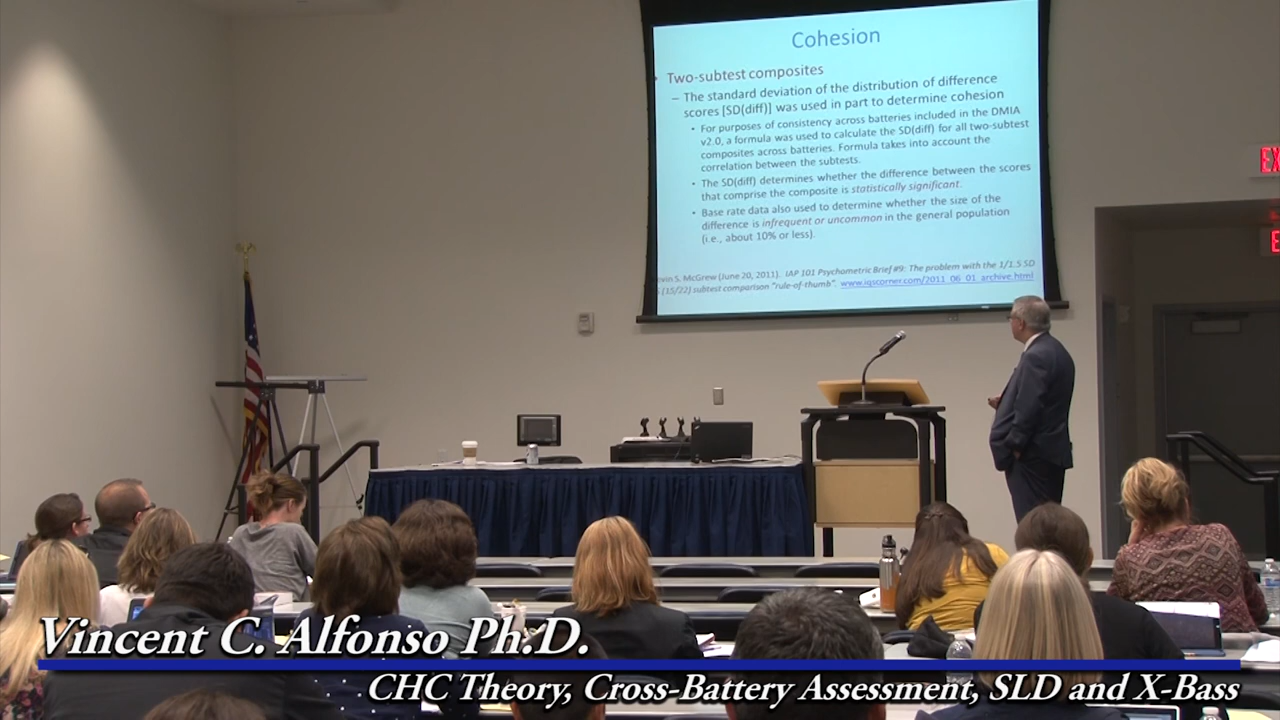 Cohesion
Two-subtest composites
– The standard deviation of the distribution of difference
scores [SD(diff)] was used in part to determine cohesion
• For purposes of consistency across batteries included in the DMIA
v2.0, a formula was used to calculate the SD(diff) for all two-subtest
composites across batteries. Formula takes into account the
correlation between the subtests.
• The SD(diff) determines whether the difference between the scores
that comprise the composite is statistically significant.
• Base rate data also used to determine whether the size of the
difference is infrequent or uncommon in the general population
(i.e., about 10% or less).
S. McGrew (June 20, 2011). IAP 101 Psychometric Brief #9: The problem with the 1/1.5 SD
(15/22) subtest comparison "rule-of-thumb". www.iqscorner.com/2011_06_01_archive.html
EX
E
Vincent C. Alfonso Ph.D.
CHC Theory, Cross-Battery Assessment, SLD and X-Bass